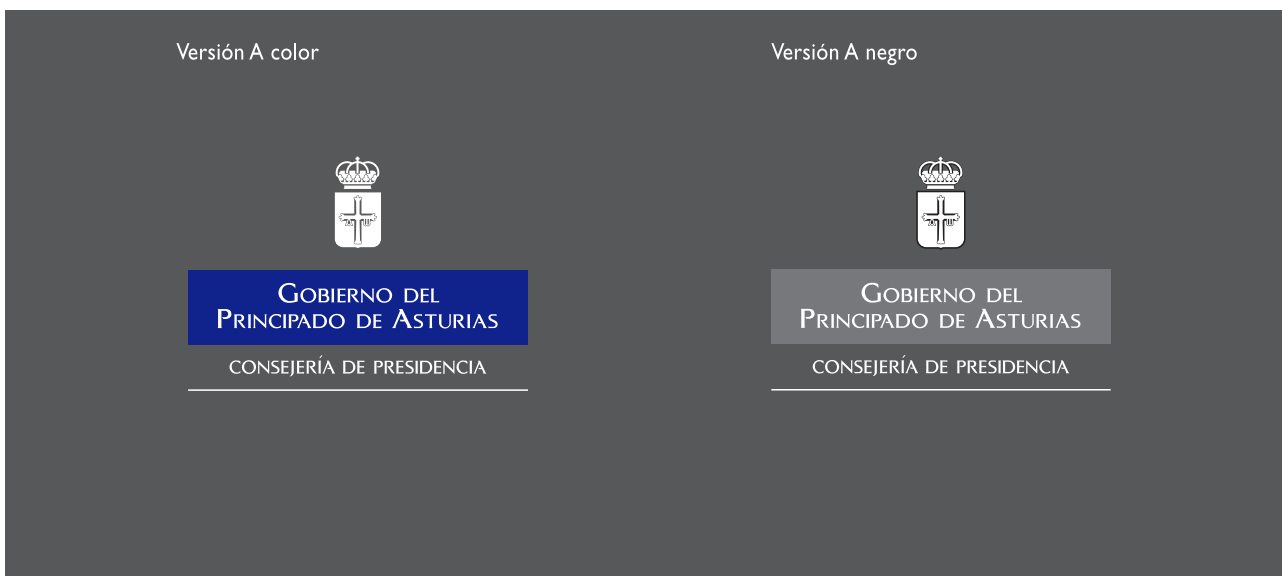 Versión A color
Versión A negro
Gobierno del
Principado de Asturias
consejería de presidencia
Gobierno del
Principado de Asturias
consejería de presidencia